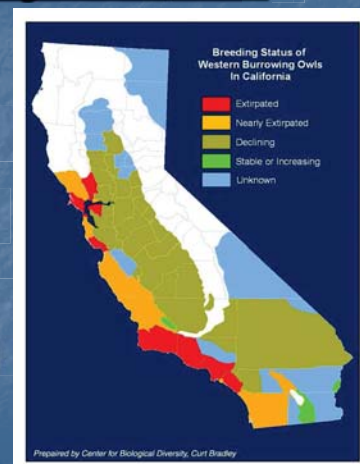 Breeding Status of
Western Burrowing Owls
In California
Extirpated
Nearly Extirpated
Declining
Stable or Increasing
Unknown
Prepaired by Center for Biological Diversity, Curt Bradley